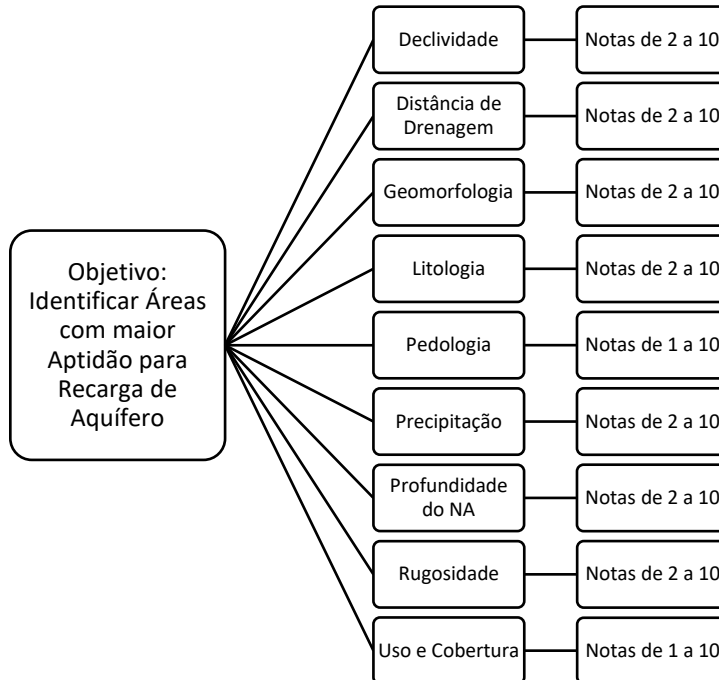 Objetivo:
Identificar Áreas
com maior
Aptidão para
Recarga de
Aquífero
Declividade
Notas de 2 a 10
Distância de
Drenagem
Notas de 2 a 10
Geomorfologia
Notas de 2 a 10
Litologia
Notas de 2 a 10
Pedologia
Notas de 1 a 10
Precipitação
Notas de 2 a 10
Profundidade
do NA
Notas de 2 a 10
Rugosidade
Notas de 2 a 10
Uso e Cobertura
Notas de 1 a 10